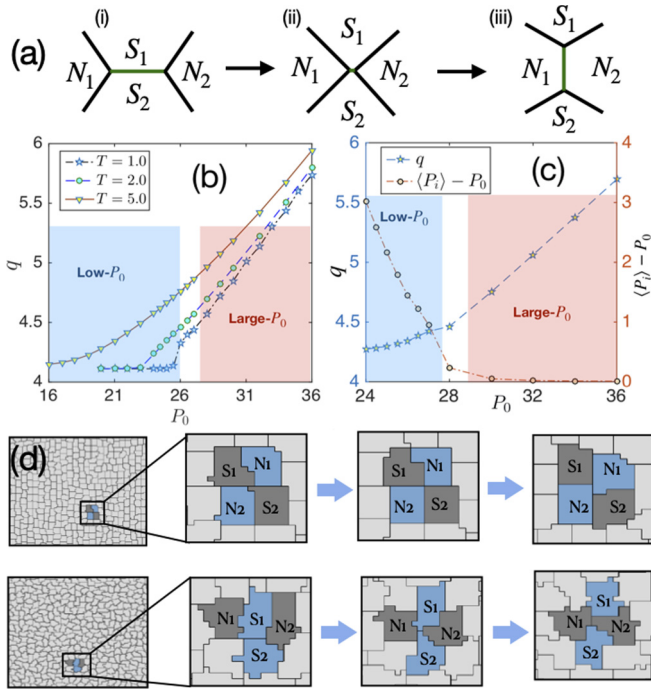 (a)
(i)
(ii)
(iii)
N1 S1 N2
S2
S1
N1 N2
S2
S1
N1 N2
S2
(b)
T = 1.0
T = 2.0
T = 5.0
Low-P0
Large-P0
q
6
5.5
5
4.5
4
16 21 26 31 36
P0
(c)
q
⟨Pi⟩ − P0
Low-P0
Large-P0
q
6
5.5
5
4.5
4
24 28 32 36
P0
4
3
2
1
0
⟨Pi⟩ − P0
(d)
S1 N1
N2 S2
S1 N1
N2 S2
S1 N1
N2 S2
N1 S1 N2
S2
S1
N1 N2
S2
S1
N1 N2
S2